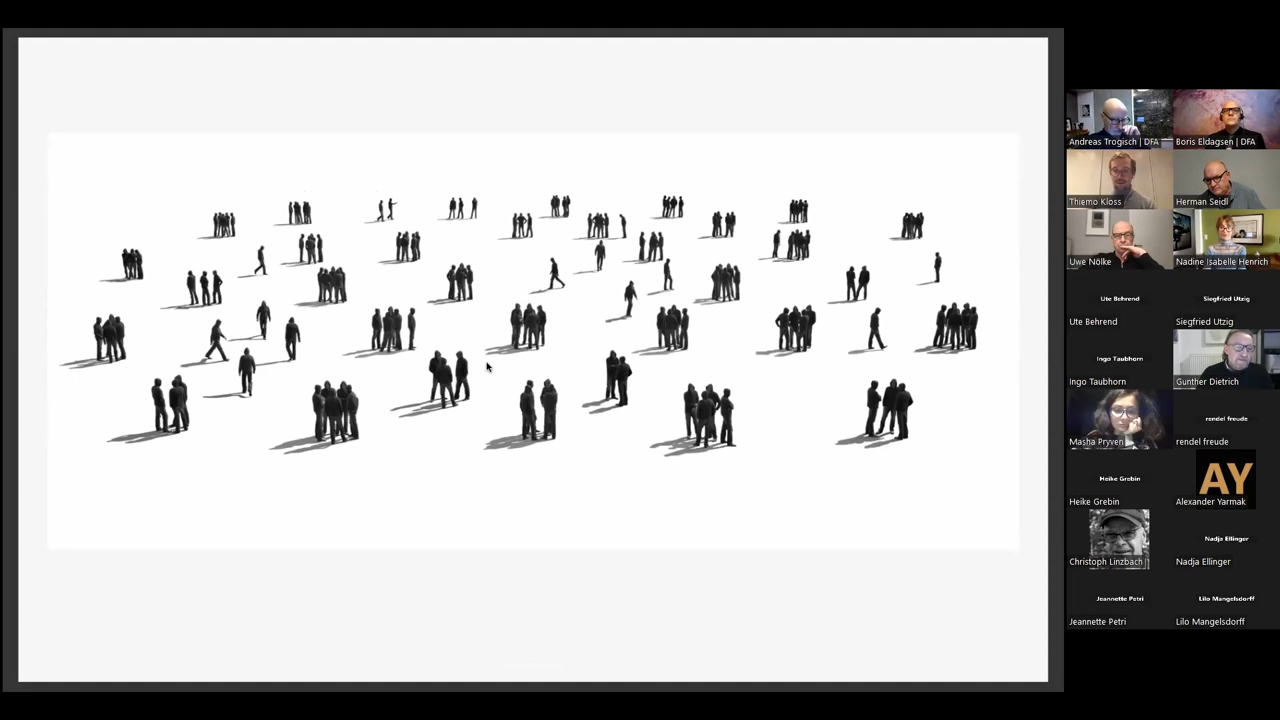 Andreas Trogisch | DFA
Boris Eldagsen | DFA
Thiemo Kloss
Herman Seidl
Uwe Nölke
Nadine Isabelle Henrich
Ute Behrend
Siegfried Utzig
Ute Behrend
Siegfried Utzig
Ingo Taubhorn
Ingo Taubhorn
Gunther Dietrich
rendel freude
Masha Pryven
rendel freude
Heike Grebin
AY
Heike Grebin
Alexander Yarmak
Nadja Ellinger
Christoph Linzbach
Nadja Ellinger
Jeannette Petri
Lilo Mangelsdorff
Jeannette Petri
Lilo Mangelsdorff